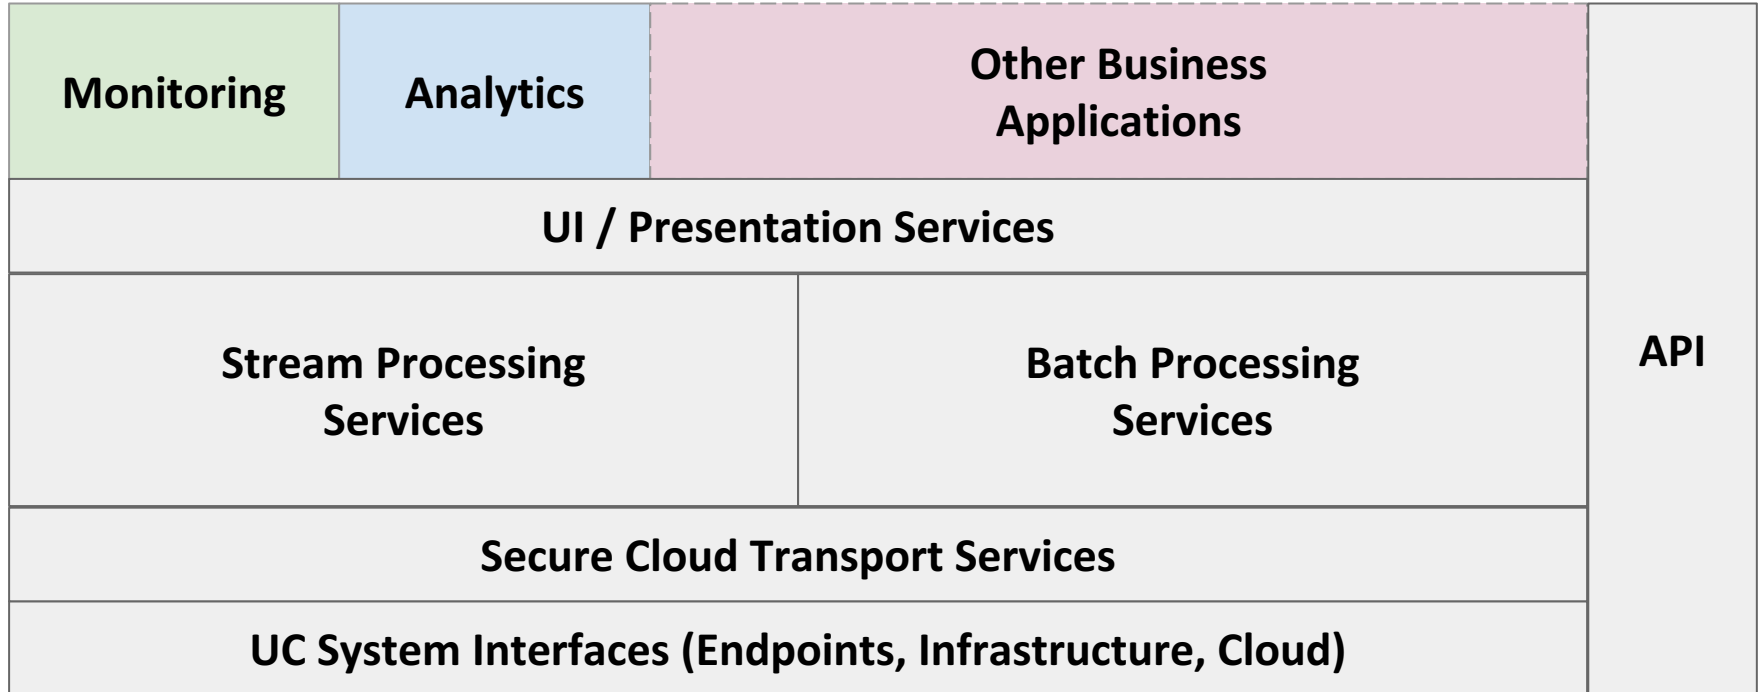 Monitoring
Analytics
Other Business
Applications
UI / Presentation Services
Stream Processing
Services
Batch Processing
Services
API
Secure Cloud Transport Services
UC System Interfaces (Endpoints, Infrastructure, Cloud)